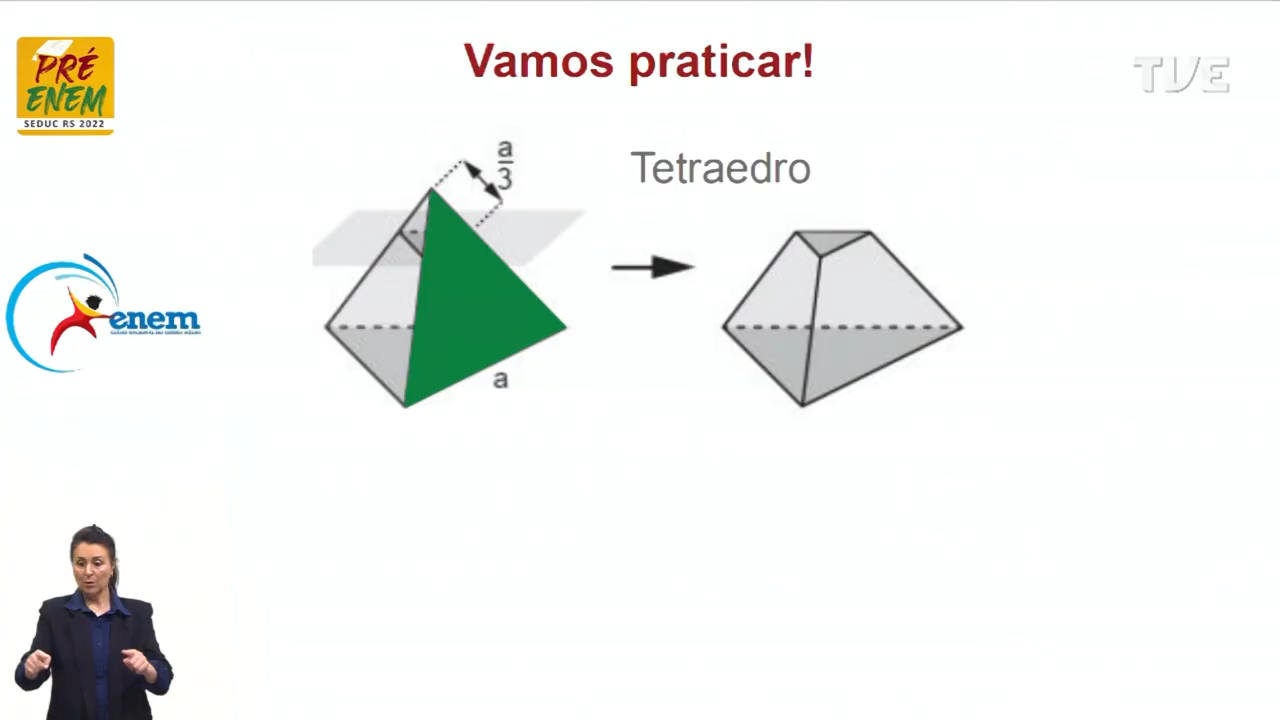 Vamos praticar!
PRÉ
ENEM
SEDUC RS 2022
TVE
a
3
Tetraedro
a
enem